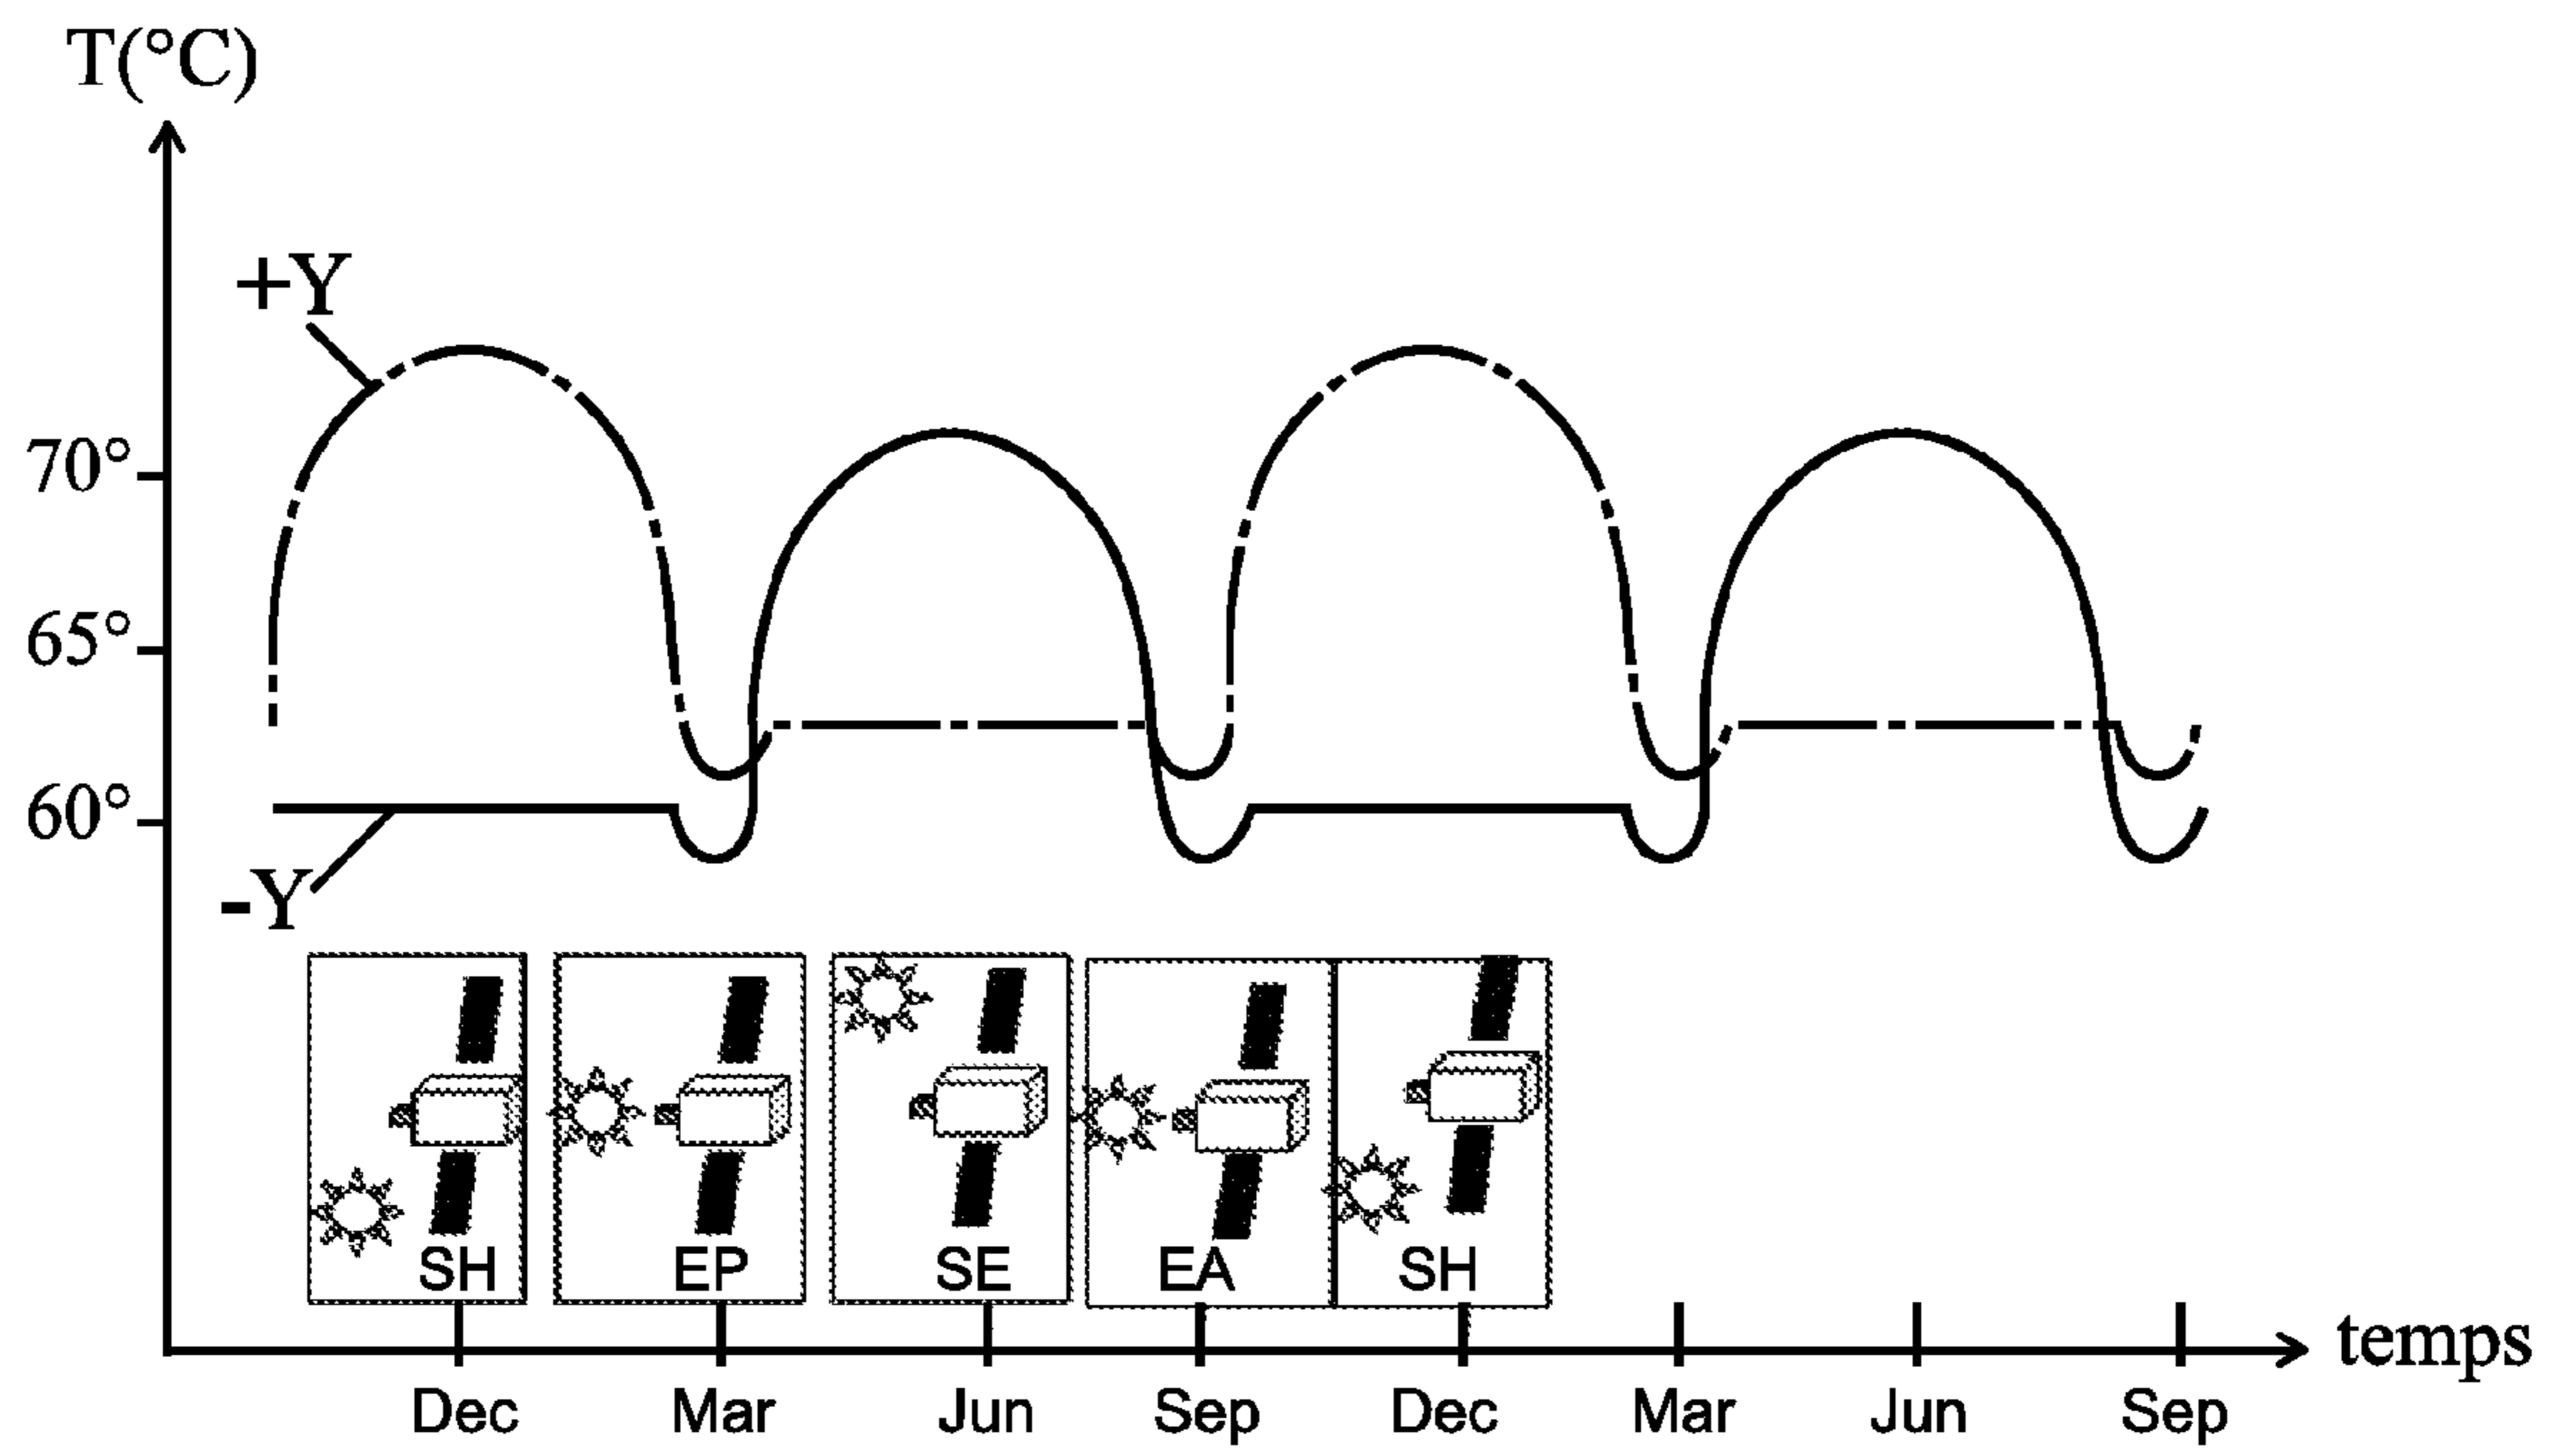 T(°C)
+Y
70°
65°
60°
-Y
SH EP SE EA SH
temps
Dec Mar Jun Sep Dec Mar Jun Sep